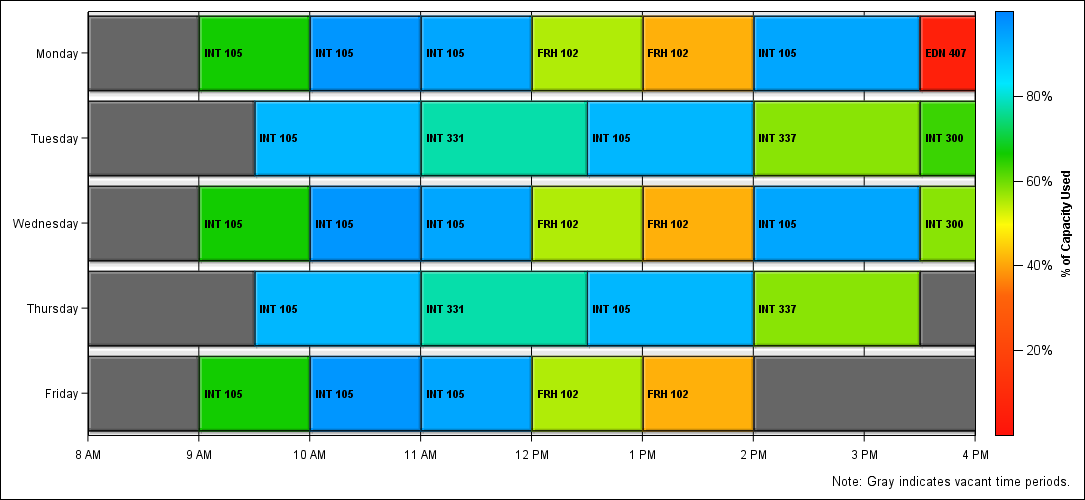 Monday
INT 105
INT 105
INT 105
FRH 102
FRH 102
INT 105
EDN 407
Tuesday
INT 105
INT 331
INT 105
INT 337
INT 300
Wednesday
INT 105
INT 105
INT 105
FRH 102
FRH 102
INT 105
INT 300
Thursday
INT 105
INT 331
INT 105
INT 337
Friday
INT 105
INT 105
INT 105
FRH 102
FRH 102
8 AM
9 AM
10 AM
11 AM
12 PM
1 PM
2 PM
3 PM
4 PM
80%
60%
40%
20%
% of Capacity Used
Note: Gray indicates vacant time periods.